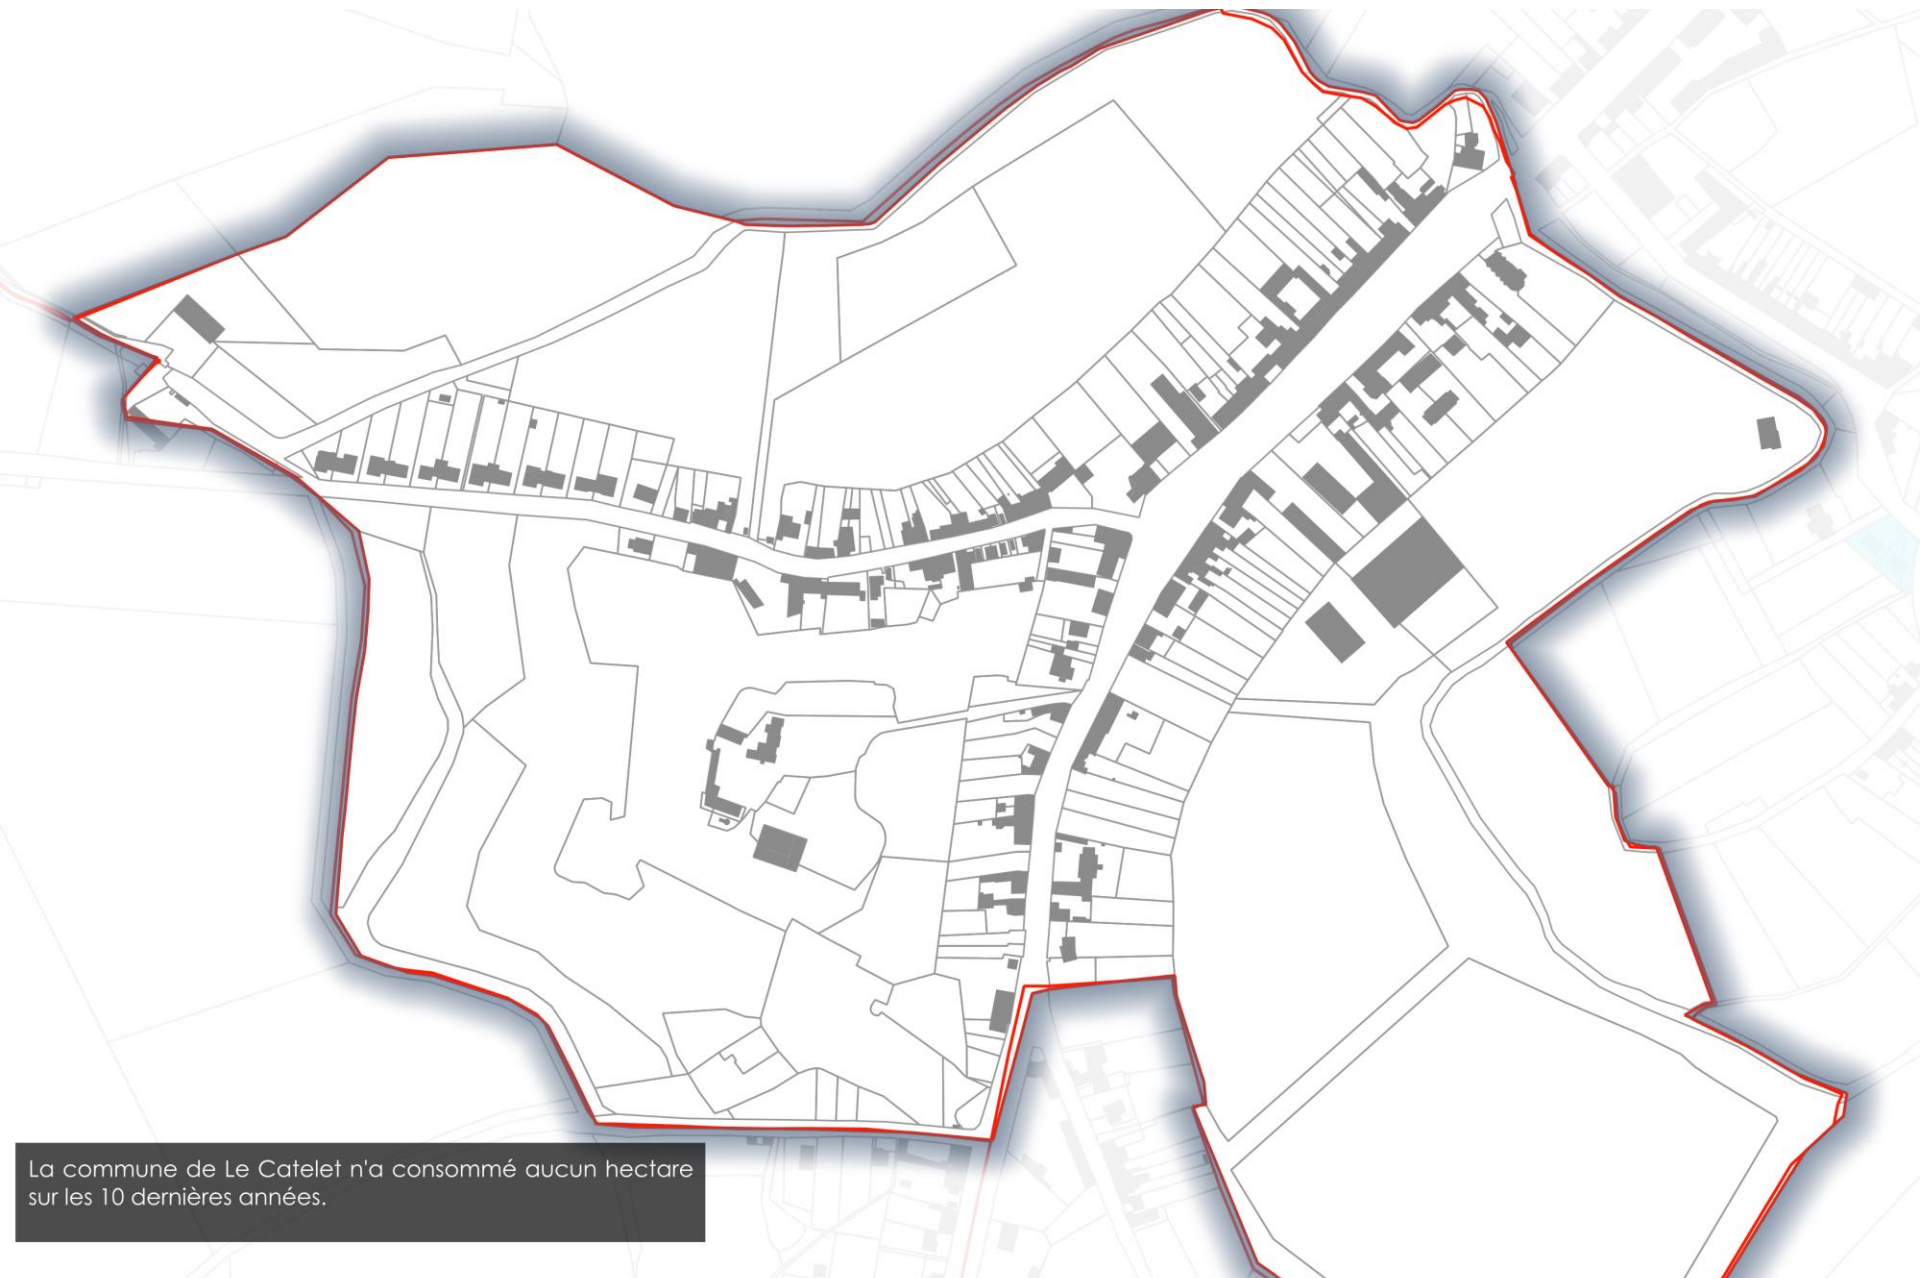 La commune de Le Catelet n'a consommé aucun hectare
sur les 10 dernières années.